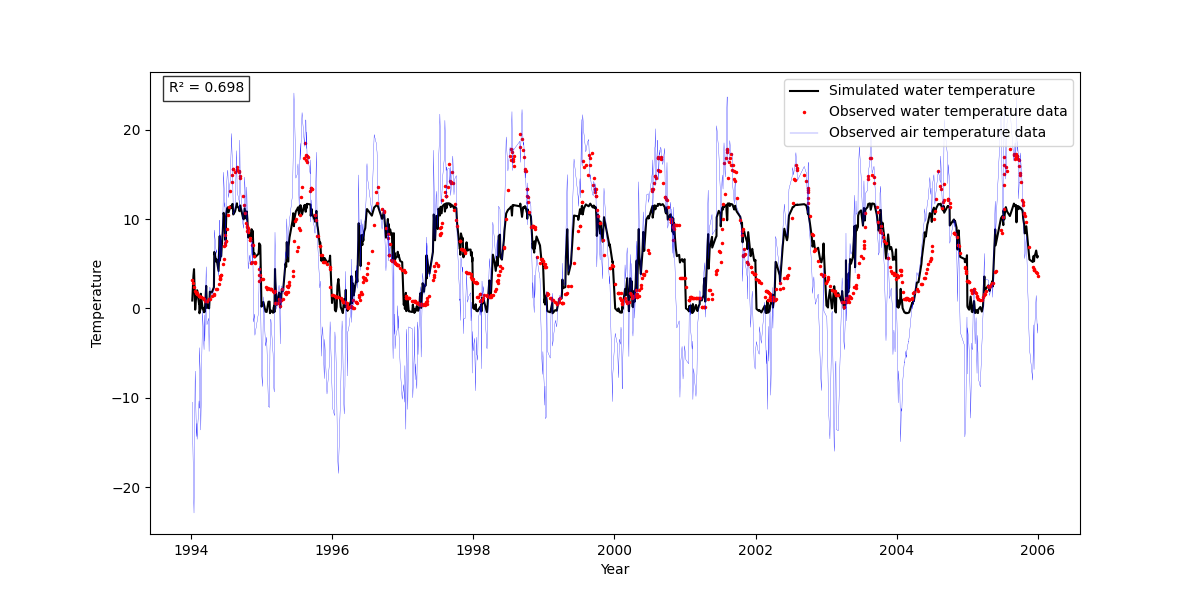 R² = 0.698
Simulated water temperature
Observed water temperature data
Observed air temperature data
Temperature
20
10
0
−10
−20
1994
1996
1998
2000
2002
2004
2006
Year